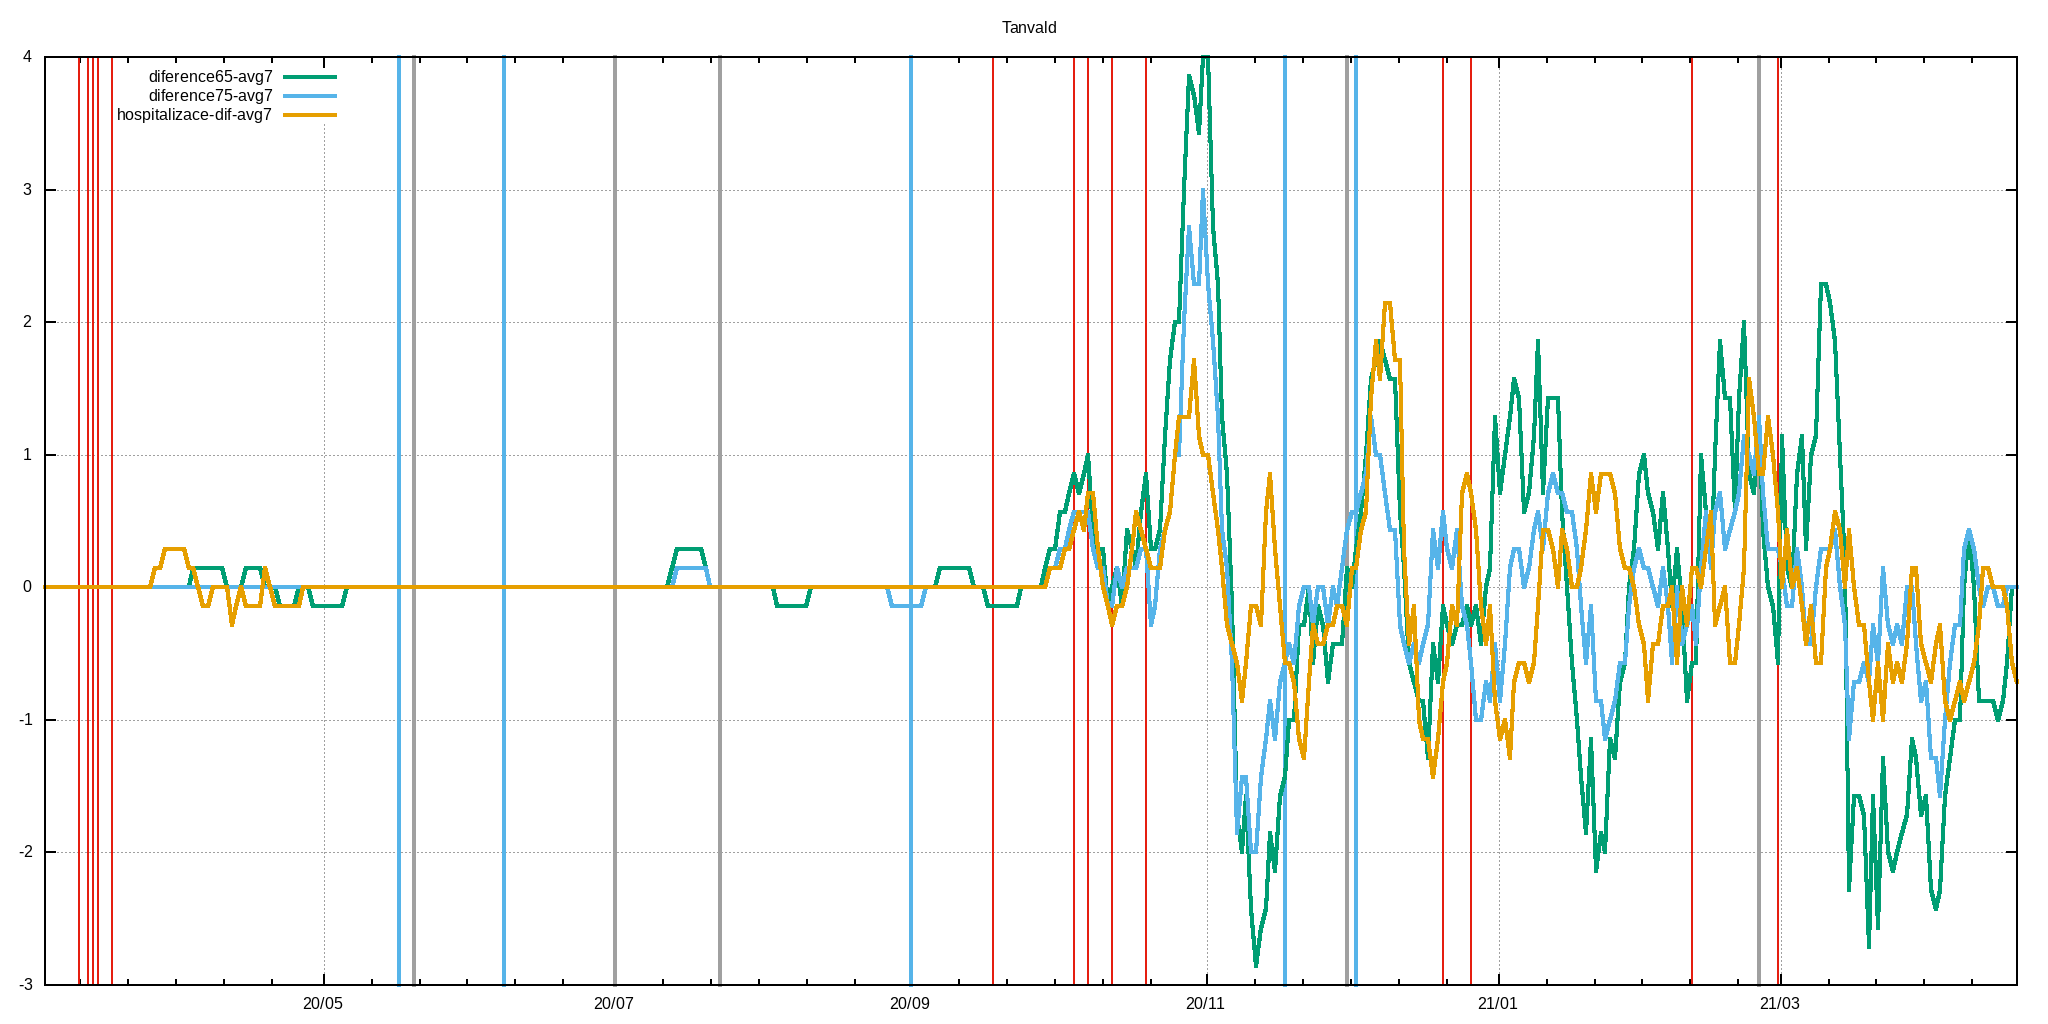 Tanvald
4
diference65-avg7
diference75-avg7
hospitalizace-dif-avg7
3
2
1
0
-1
-2
-3
20/05 20/07 20/09 20/11 21/01 21/03